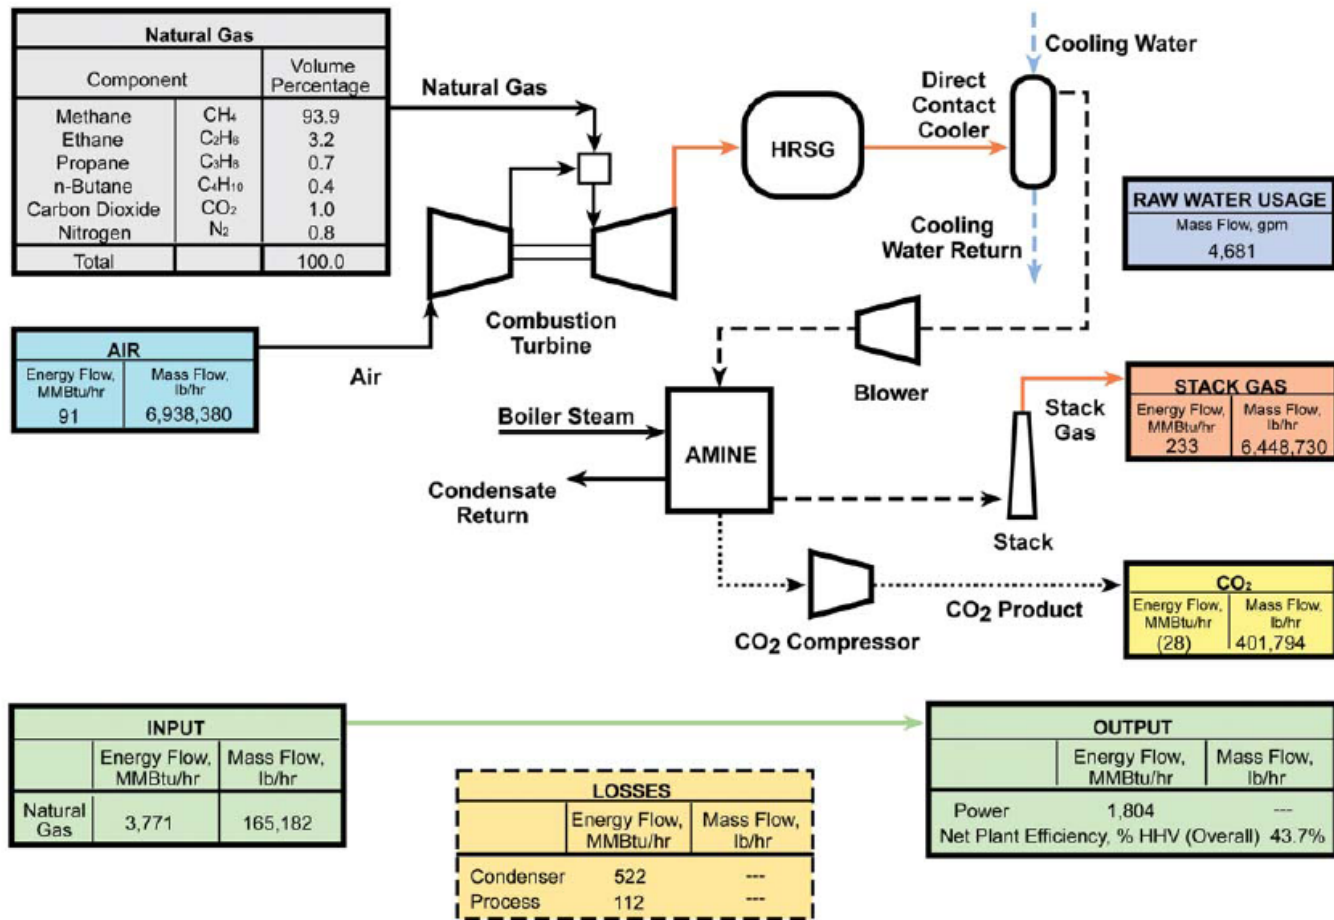 Natural Gas
Component
Volume
Percentage
Methane CH₄ 93.9
Ethane C₂H₆ 3.2
Propane C₃H₈ 0.7
n-Butane C₄H₁₀ 0.4
Carbon Dioxide CO₂ 1.0
Nitrogen N₂ 0.8
Total 100.0
Natural Gas
Combustion
Turbine
HRSG
Direct
Contact
Cooler
Cooling Water
Cooling
Water Return
RAW WATER USAGE
Mass Flow, gpm
4,681
AIR
Energy Flow,
MMBtu/hr
91
Mass Flow,
lb/hr
6,938,380
Air
Blower
Boiler Steam
AMINE
Condensate
Return
Stack
Gas
Stack
STACK GAS
Energy Flow,
MMBtu/hr
233
Mass Flow,
lb/hr
6,448,730
CO₂ Compressor
CO₂ Product
CO₂
Energy Flow,
MMBtu/hr
(28)
Mass Flow,
lb/hr
401,794
INPUT
Energy Flow,
MMBtu/hr
Mass Flow,
lb/hr
Natural
Gas
3,771
165,182
LOSSES
Energy Flow,
MMBtu/hr
Mass Flow,
lb/hr
Condenser 522 ---
Process 112 ---
OUTPUT
Energy Flow,
MMBtu/hr
Mass Flow,
lb/hr
Power 1,804 ---
Net Plant Efficiency, % HHV (Overall) 43.7%